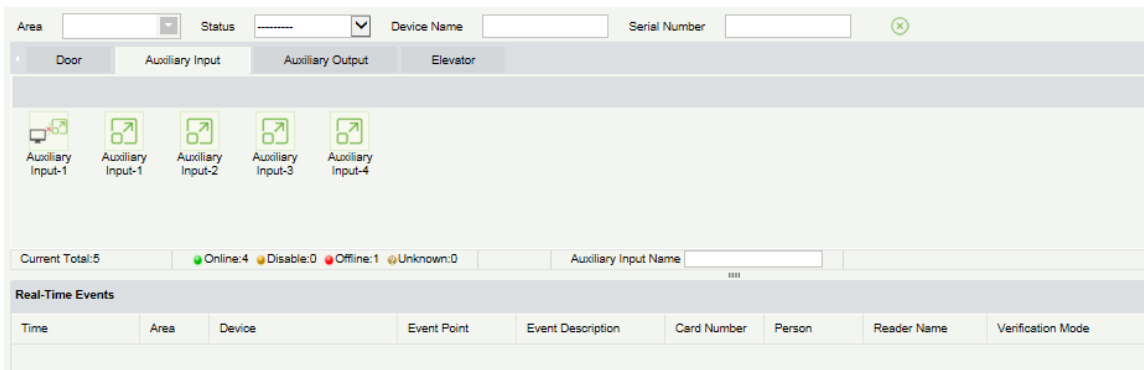 Area Status --------- Device Name Serial Number
Door Auxiliary Input Auxiliary Output Elevator
Auxiliary Input-1
Auxiliary Input-1
Auxiliary Input-2
Auxiliary Input-3
Auxiliary Input-4
Current Total:5 Online:4 Disable:0 Offline:1 Unknown:0 Auxiliary Input Name
Real-Time Events
Time Area Device Event Point Event Description Card Number Person Reader Name Verification Mode